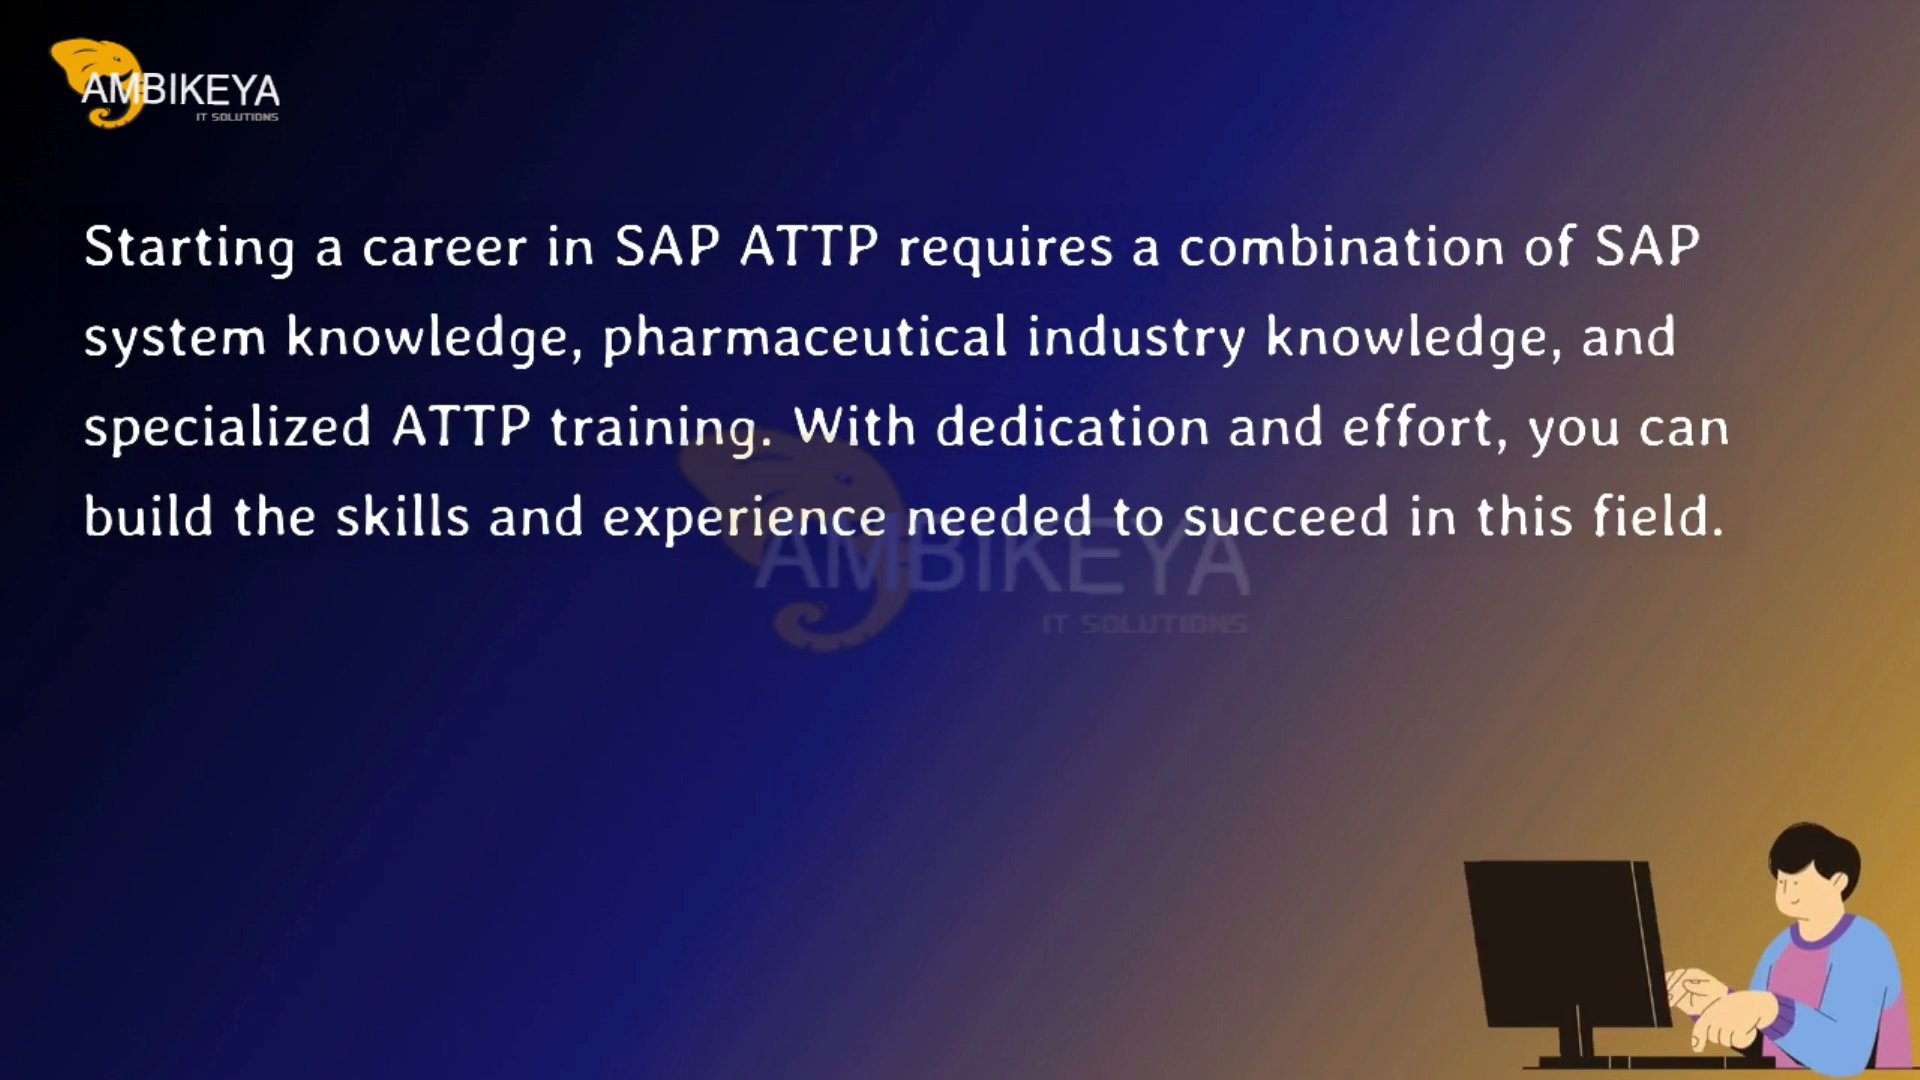 AMBIKEYA
IT SOLUTIONS
Starting a career in SAP ATTP requires a combination of SAP
system knowledge, pharmaceutical industry knowledge, and
specialized ATTP training. With dedication and effort, you can
build the skills and experience needed to succeed in this field.
AMBIKEYA
IT SOLUTIONS